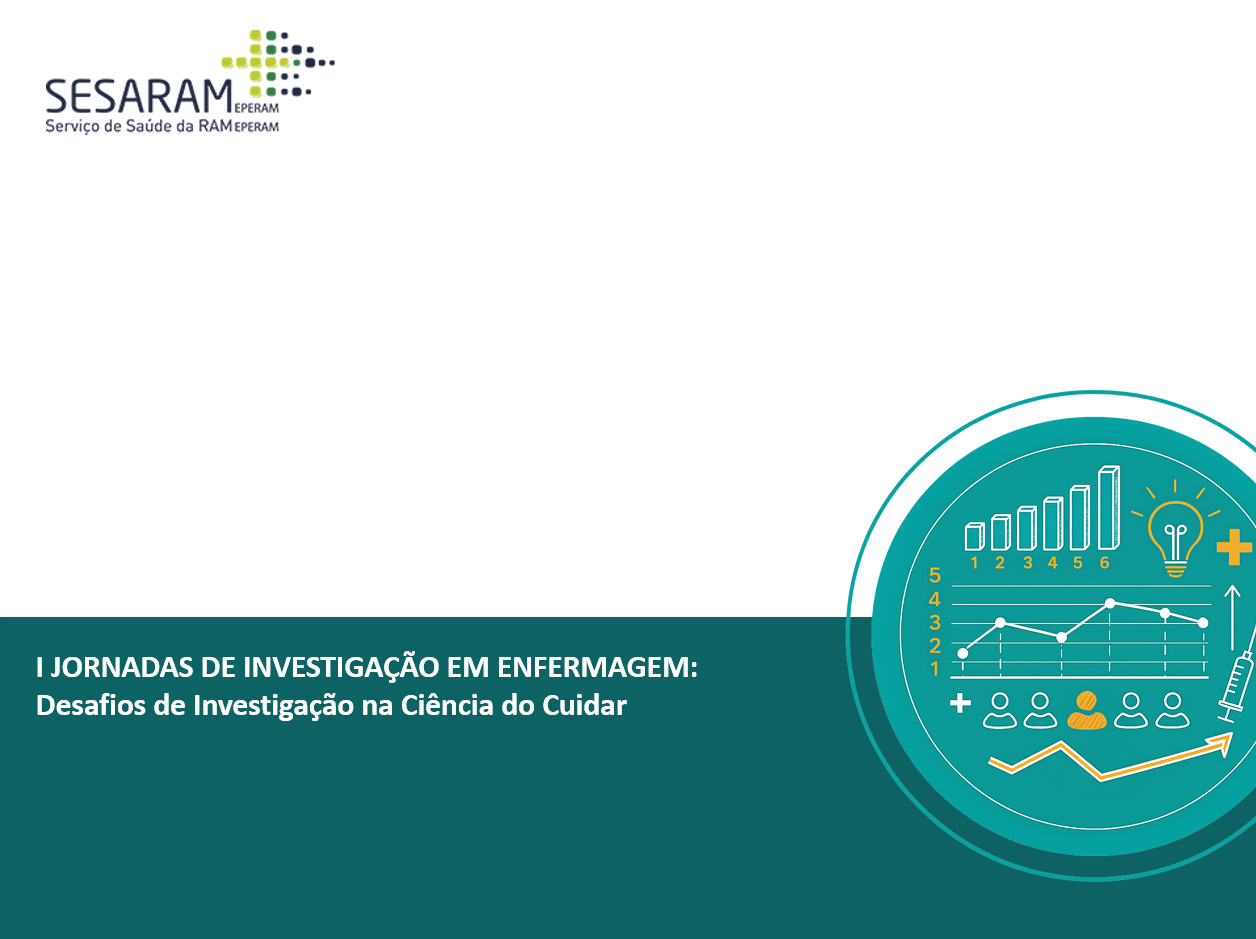 SESARAM EPERAM
Serviço de Saúde da RAM EPERAM
1 2 3 4 5 6
5
4
3
2
1
I JORNADAS DE INVESTIGAÇÃO EM ENFERMAGEM:
Desafios de Investigação na Ciência do Cuidar